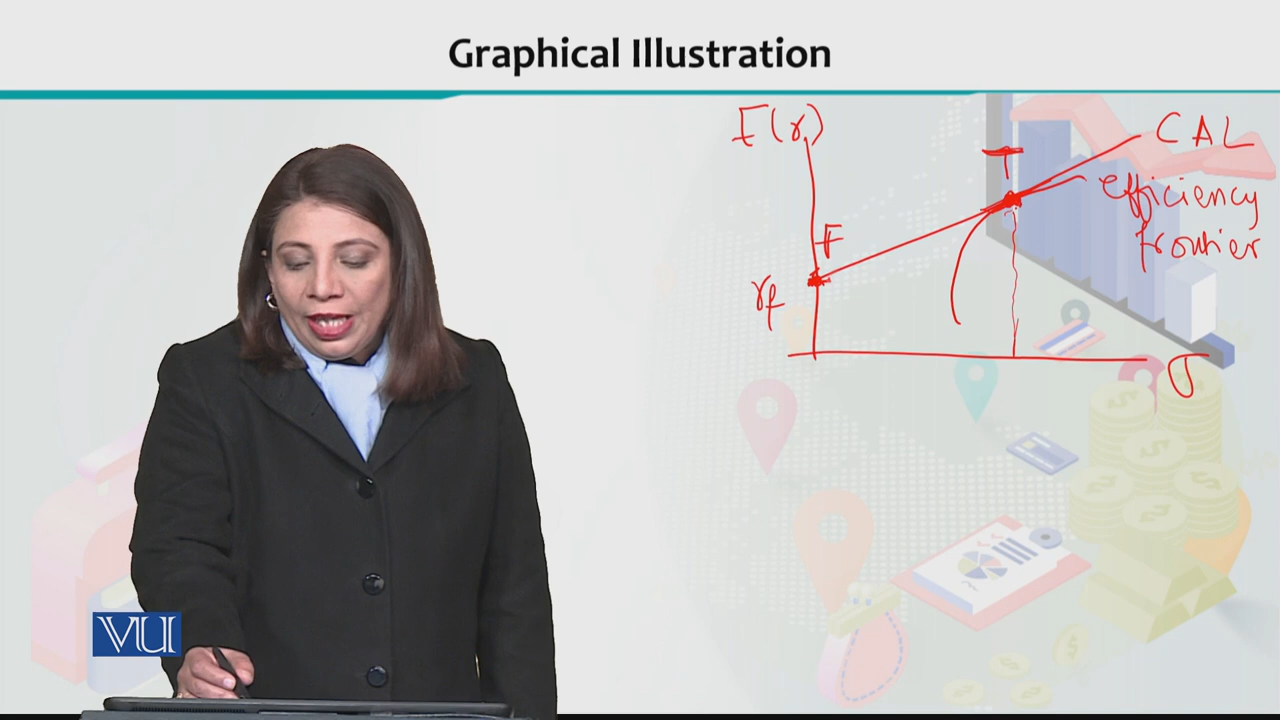 Graphical Illustration
E(r)
CAL
T
efficiency
frontier
F
rf
σ
VU